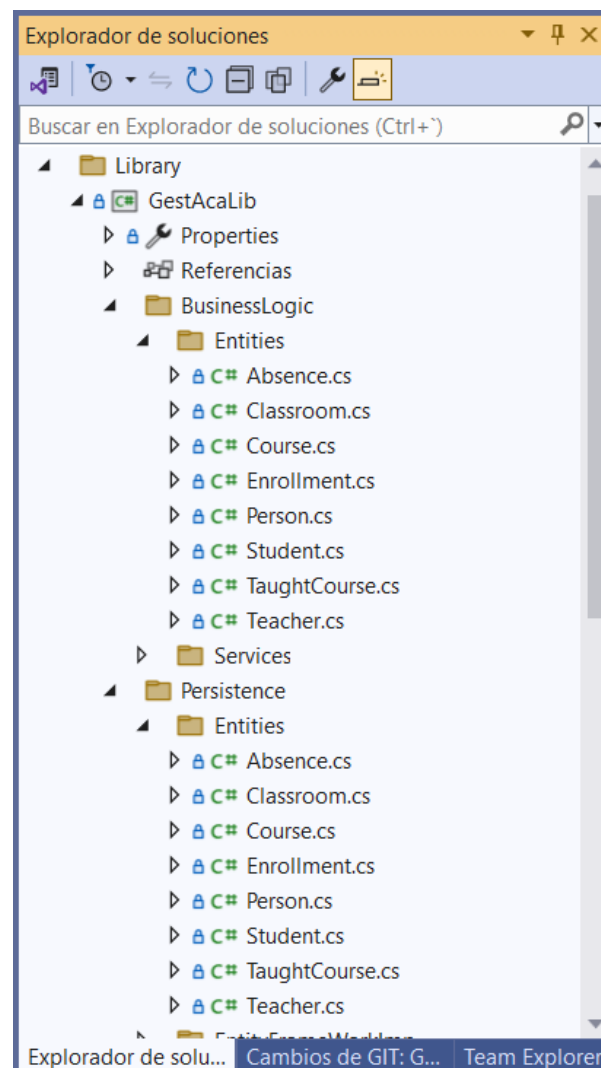 Explorador de soluciones
Buscar en Explorador de soluciones (Ctrl+`)
Library
C# GestAcaLib
Properties
Referencias
BusinessLogic
Entities
C# Absence.cs
C# Classroom.cs
C# Course.cs
C# Enrollment.cs
C# Person.cs
C# Student.cs
C# TaughtCourse.cs
C# Teacher.cs
Services
Persistence
Entities
C# Absence.cs
C# Classroom.cs
C# Course.cs
C# Enrollment.cs
C# Person.cs
C# Student.cs
C# TaughtCourse.cs
C# Teacher.cs
EntityFrameWorkImp
Explorador de solu... Cambios de GIT: G... Team Explorer